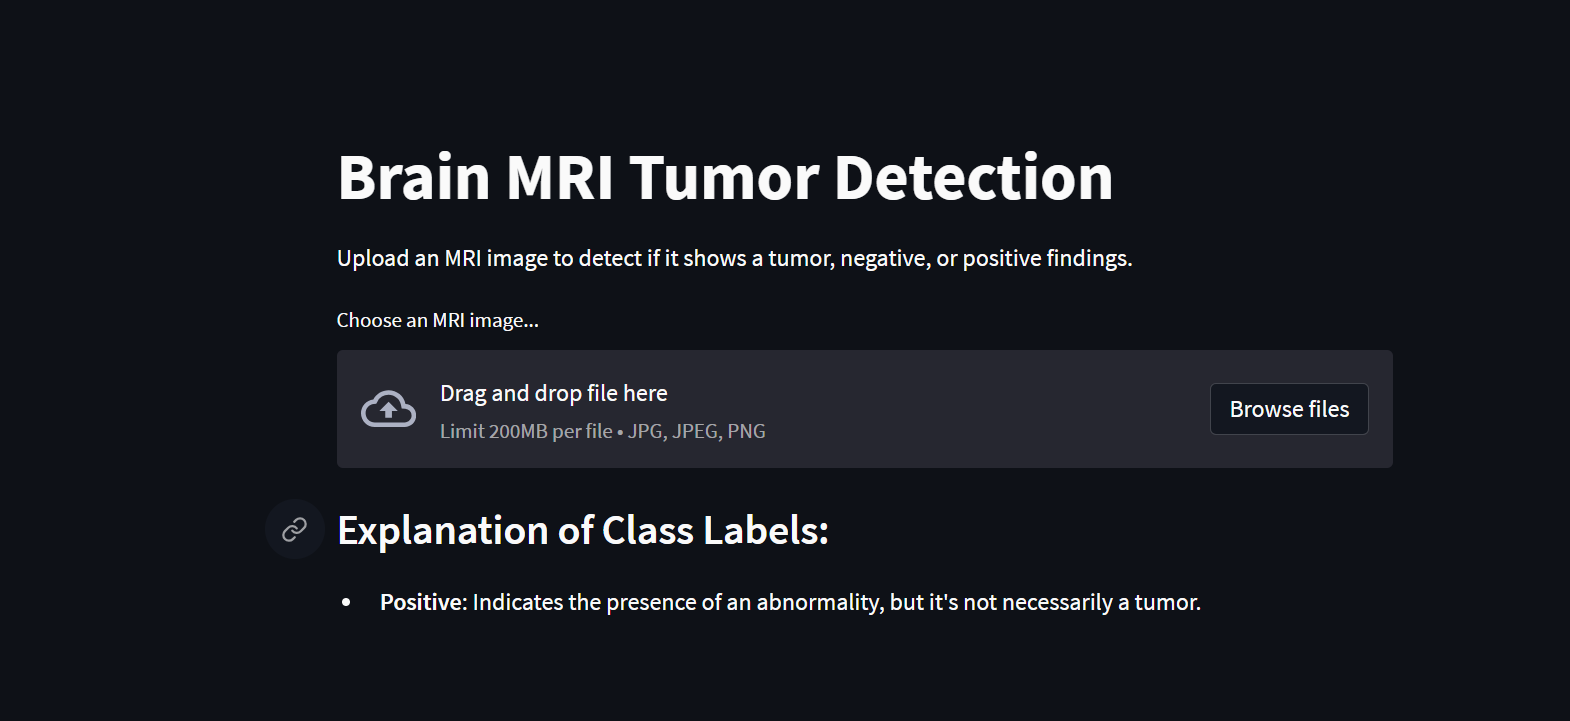 Brain MRI Tumor Detection
Upload an MRI image to detect if it shows a tumor, negative, or positive findings.
Choose an MRI image...
Drag and drop file here
Limit 200MB per file • JPG, JPEG, PNG
Browse files
Explanation of Class Labels:
• Positive: Indicates the presence of an abnormality, but it's not necessarily a tumor.